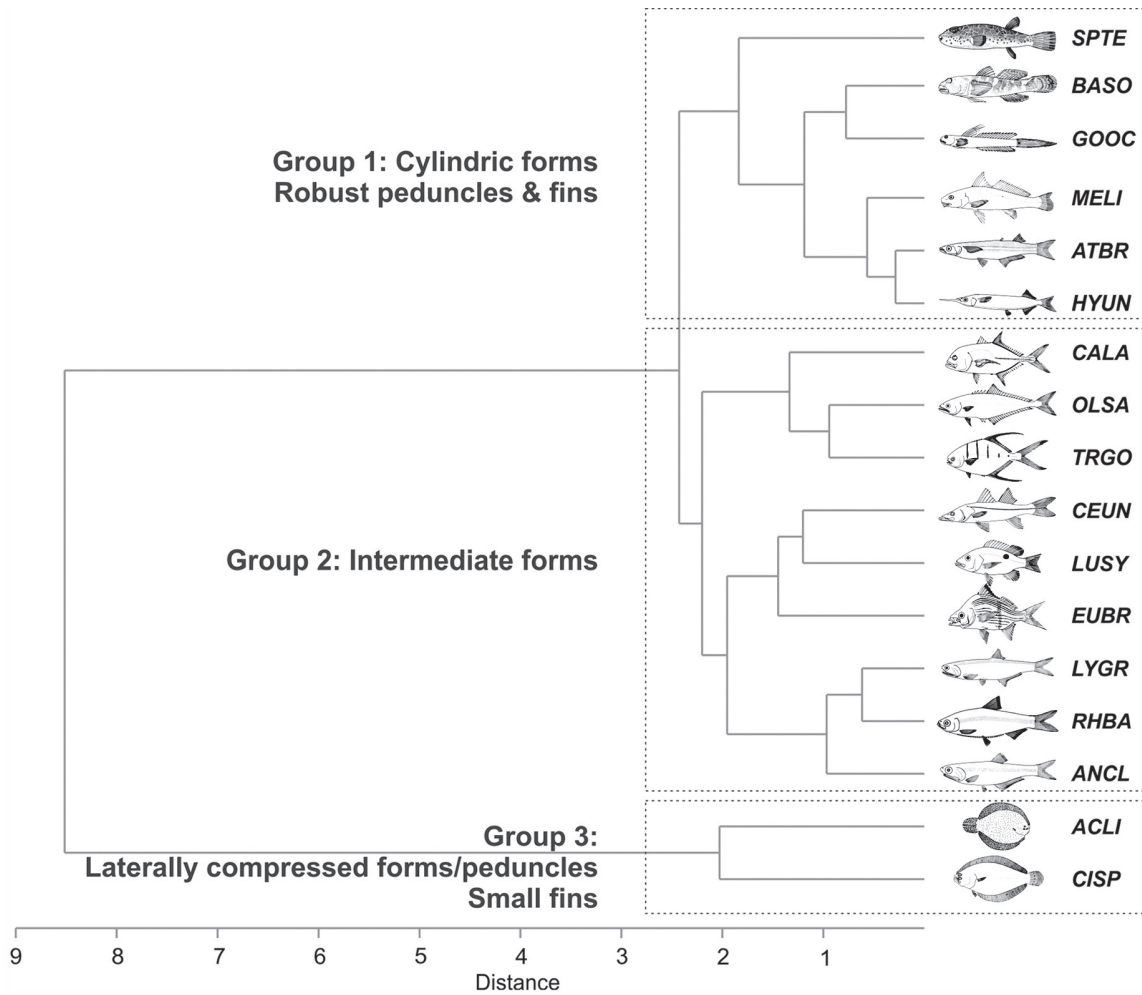 SPTE
BASO
GOOC
Group 1: Cylindric forms
Robust peduncles & fins
MELI
ATBR
HYUN
CALA
OLSA
TRGO
CEUN
Group 2: Intermediate forms
LUSY
EUBR
LYGR
RHBA
ANCL
Group 3:
Laterally compressed forms/peduncles
Small fins
ACLI
CISP
9 8 7 6 5 4 3 2 1
Distance